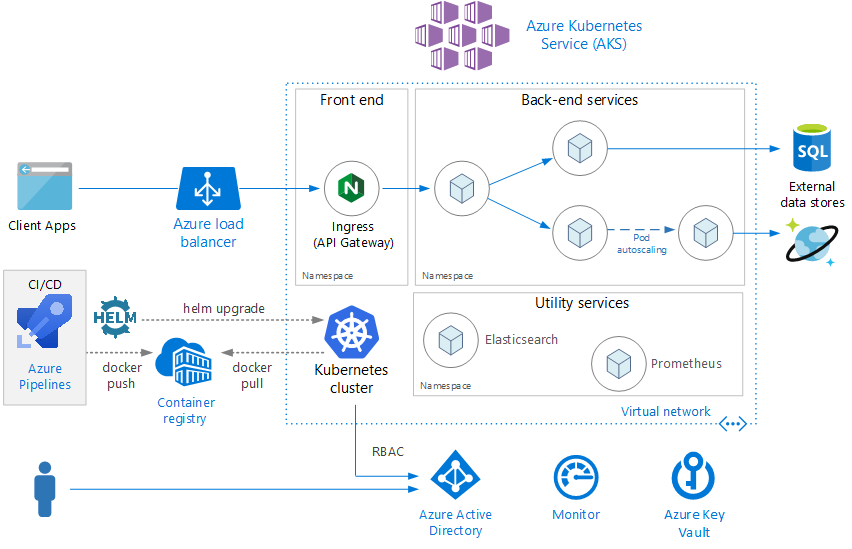 Azure Kubernetes
Service (AKS)
Front end
Back-end services
SQL
Client Apps
Azure load
balancer
N
Ingress
(API Gateway)
Namespace
Pod
autoscaling
Namespace
External
data stores
CI/CD
Azure
Pipelines
HELM
helm upgrade
docker
push
Container
registry
docker
pull
Kubernetes
cluster
Utility services
Elasticsearch
Prometheus
Namespace
Virtual network
RBAC
Azure Active
Directory
Monitor
Azure Key
Vault